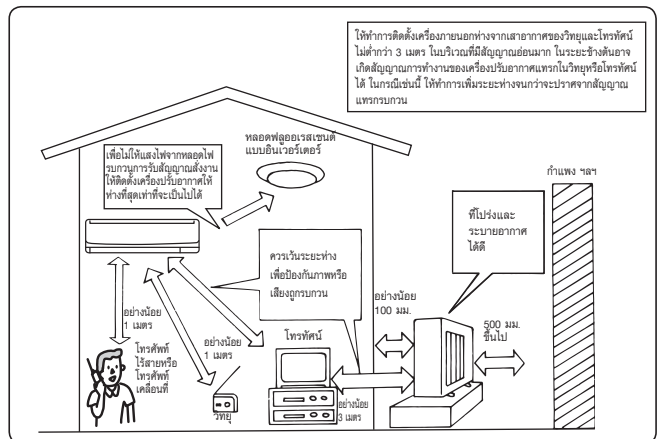 ให้ทำการติดตั้งเครื่องภายนอกห่างจากเสาอากาศของวิทยุและโทรทัศน์
ไม่ต่ำกว่า 3 เมตร ในบริเวณที่มีสัญญาณอ่อนมาก ในระยะข้างต้นอาจ
เกิดสัญญาณการทำงานของเครื่องปรับอากาศแทรกในวิทยุหรือโทรทัศน์
ได้ ในกรณีเช่นนี้ ให้ทำการเพิ่มระยะห่างจนกว่าจะปราศจากสัญญาณ
แทรกรบกวน
หลอดฟลูออเรสเซนต์
แบบอินเวอร์เตอร์
เพื่อไม่ให้แสงไฟจากหลอดไฟ
รบกวนการรับสัญญาณสั่งงาน
ให้ติดตั้งเครื่องปรับอากาศให้
ห่างที่สุดเท่าที่จะเป็นไปได้
กำแพง ฯลฯ
ที่โปร่งและ
ระบายอากาศ
ได้ดี
ควรเว้นระยะห่าง
เพื่อป้องกันภาพหรือ
เสียงถูกรบกวน
อย่างน้อย
100 มม.
500 มม.
ขึ้นไป
อย่างน้อย
1 เมตร
อย่างน้อย
1 เมตร
โทรทัศน์
โทรศัพท์
ไร้สายหรือ
โทรศัพท์
เคลื่อนที่
วิทยุ
อย่างน้อย
3 เมตร